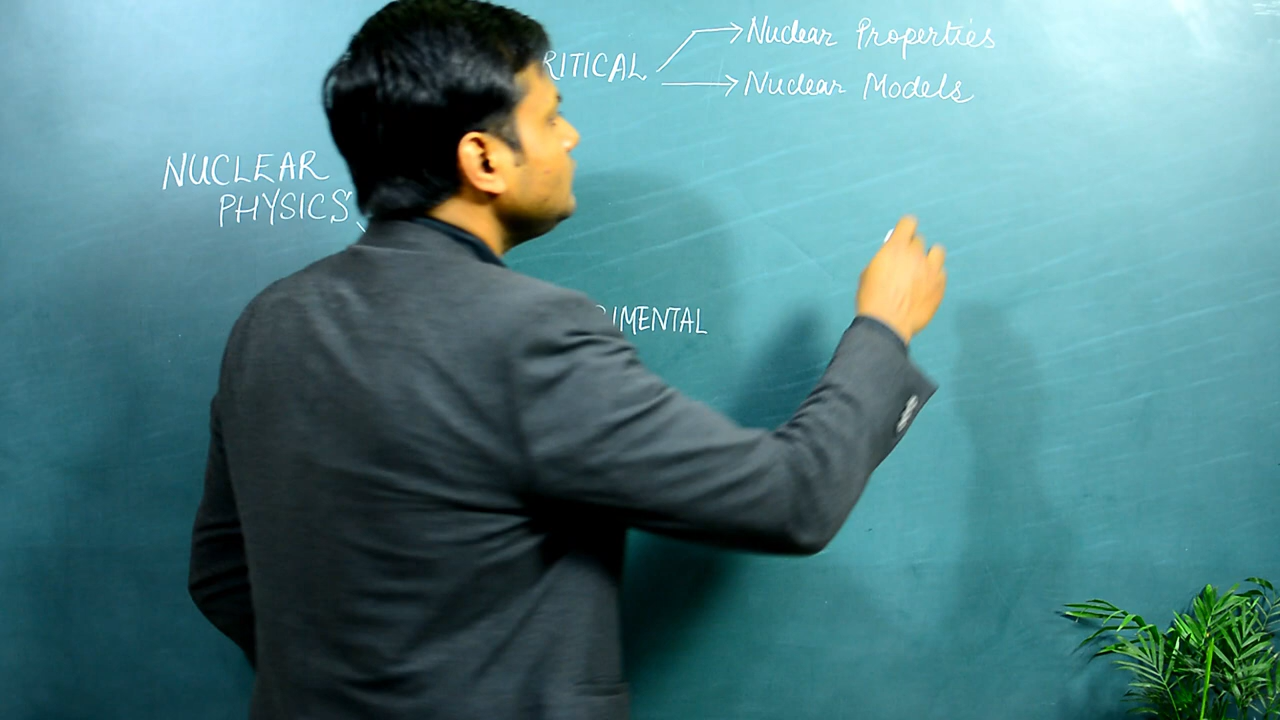 Nuclear Properties
RITICAL
Nuclear Models
NUCLEAR
PHYSICS
IMENTAL